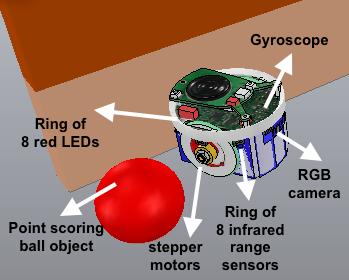 Gyroscope
Ring of
8 red LEDs
RGB
camera
Point scoring
ball object
stepper
motors
Ring of
8 infrared
range
sensors